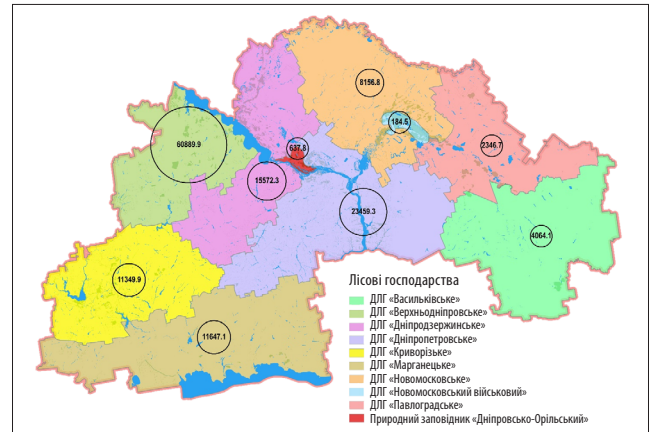 8156.8
184.5
60889.9
637.8
2346.7
15572.3
23459.3
4064.1
11349.9
11647.1
Лісові господарства
ДЛГ «Васильківське»
ДЛГ «Верхньодніпровське»
ДЛГ «Дніпродзержинське»
ДЛГ «Дніпропетровське»
ДЛГ «Криворізьке»
ДЛГ «Марганецьке»
ДЛГ «Новомосковське»
ДЛГ «Новомосковський військовий»
ДЛГ «Павлоградське»
Природний заповідник «Дніпровсько-Орільський»